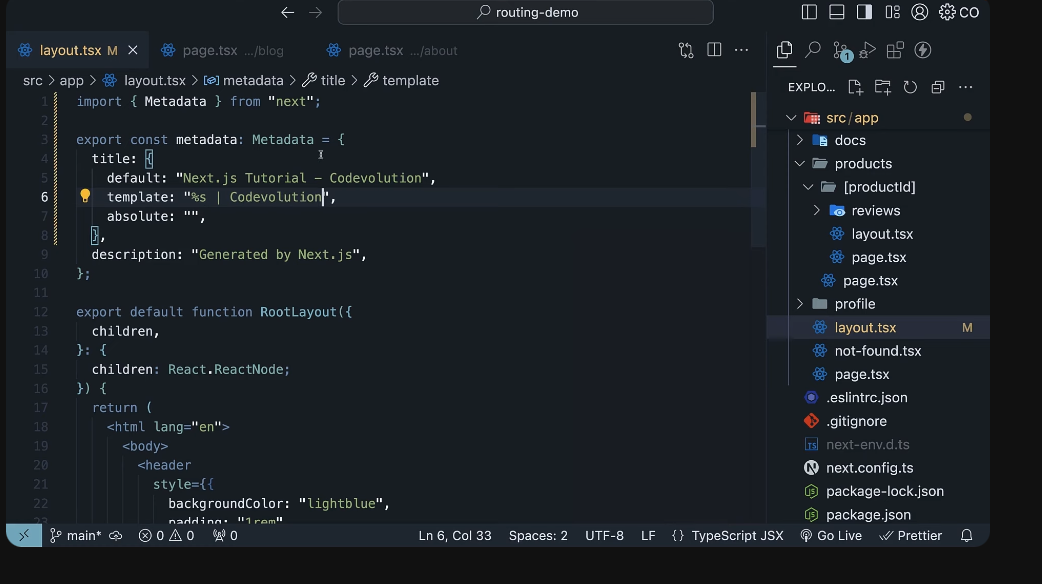 routing-demo
CO
layout.tsx M
page.tsx .../blog
page.tsx .../about
1
src > app > layout.tsx > metadata > title > template
EXPLO...
1 import { Metadata } from "next";
2
3 export const metadata: Metadata = {
4 title: {
5 default: "Next.js Tutorial - Codevolution",
6 template: "%s | Codevolution",
7 absolute: "",
8 },
9 description: "Generated by Next.js",
10 };
11
12 export default function RootLayout({
13 children,
14 }: {
15 children: React.ReactNode;
16 }) {
17 return (
18 <html lang="en">
19 <body>
20 <header
21 style={{
22 backgroundColor: "lightblue",
23 padding: "1rem"
src/app
docs
products
[productId]
reviews
layout.tsx
page.tsx
page.tsx
profile
layout.tsx M
not-found.tsx
page.tsx
.eslintrc.json
.gitignore
next-env.d.ts
next.config.ts
package-lock.json
package.json
main* 0 0 0 Ln 6, Col 33 Spaces: 2 UTF-8 LF {} TypeScript JSX Go Live Prettier